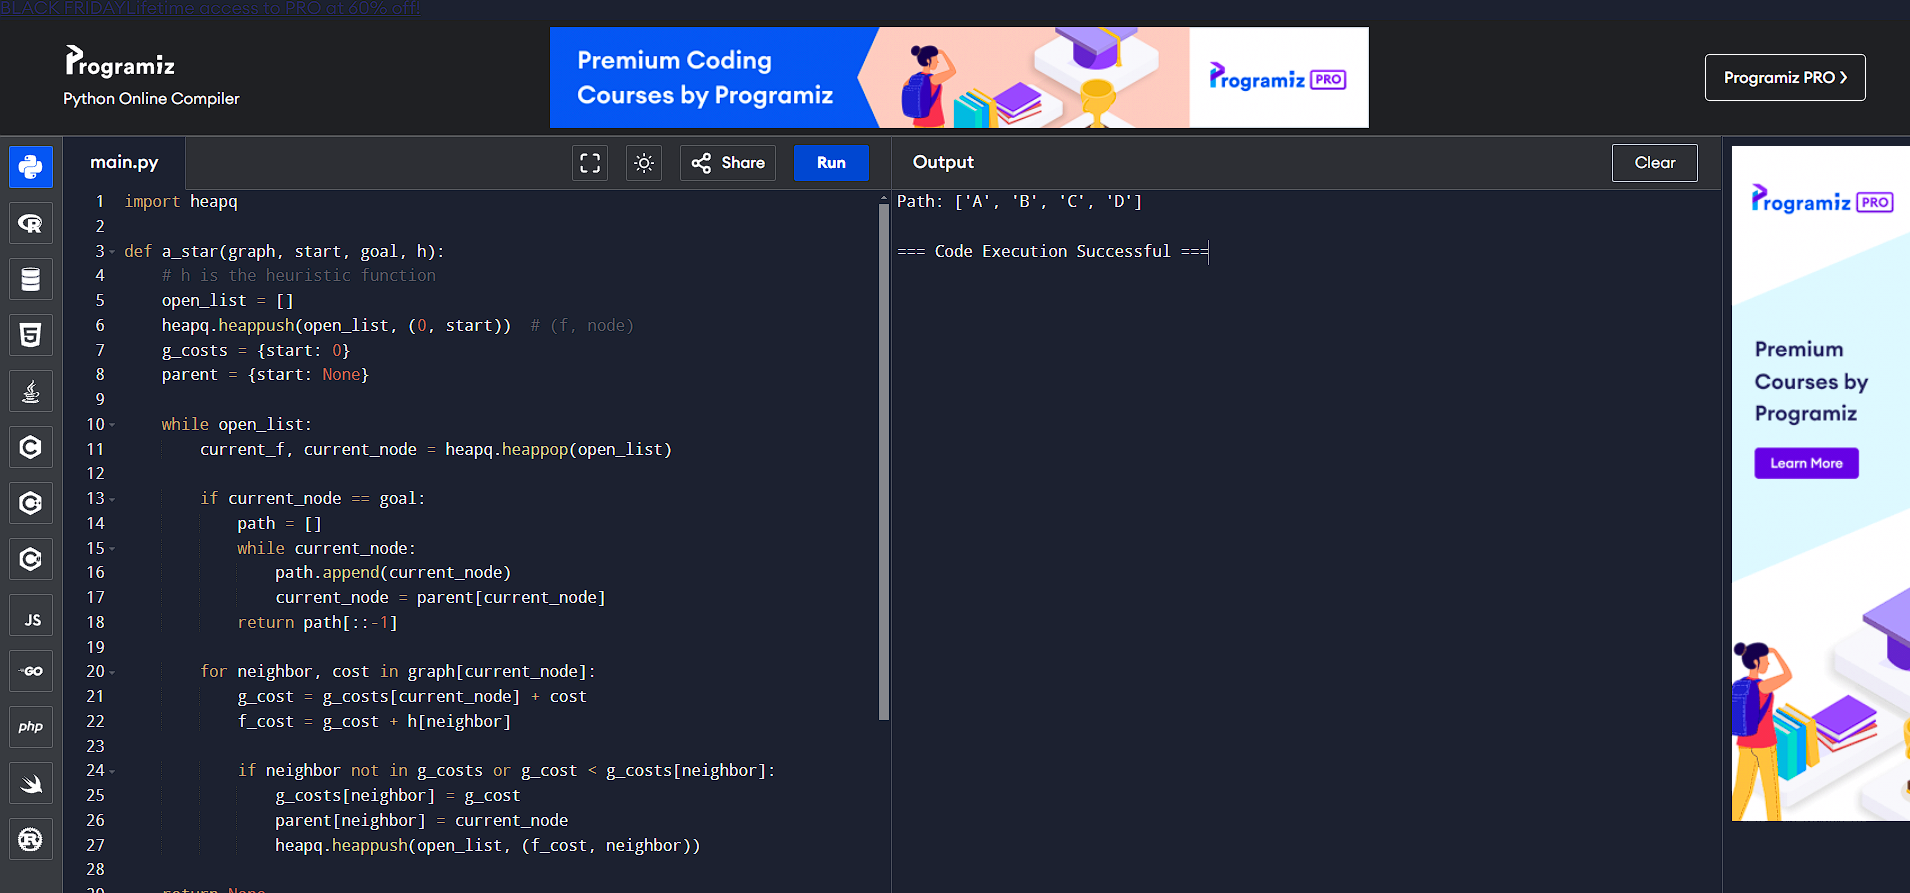 BLACK FRIDAYLifetime access to PRO at 60% off!
Programiz
Python Online Compiler
Premium Coding
Courses by Programiz
Programiz PRO
Programiz PRO ❯
main.py
Share
Run
Output
Clear
1 import heapq
2
3 def a_star(graph, start, goal, h):
4     # h is the heuristic function
5     open_list = []
6     heapq.heappush(open_list, (0, start))  # (f, node)
7     g_costs = {start: 0}
8     parent = {start: None}
9
10     while open_list:
11         current_f, current_node = heapq.heappop(open_list)
12
13         if current_node == goal:
14             path = []
15             while current_node:
16                 path.append(current_node)
17                 current_node = parent[current_node]
18             return path[::-1]
19
20         for neighbor, cost in graph[current_node]:
21             g_cost = g_costs[current_node] + cost
22             f_cost = g_cost + h[neighbor]
23
24             if neighbor not in g_costs or g_cost < g_costs[neighbor]:
25                 g_costs[neighbor] = g_cost
26                 parent[neighbor] = current_node
27                 heapq.heappush(open_list, (f_cost, neighbor))
28
29     return None
Path: ['A', 'B', 'C', 'D']
=== Code Execution Successful ===
Programiz PRO
Premium
Courses by
Programiz
Learn More
R
5
C
C
C
JS
GO
php
R